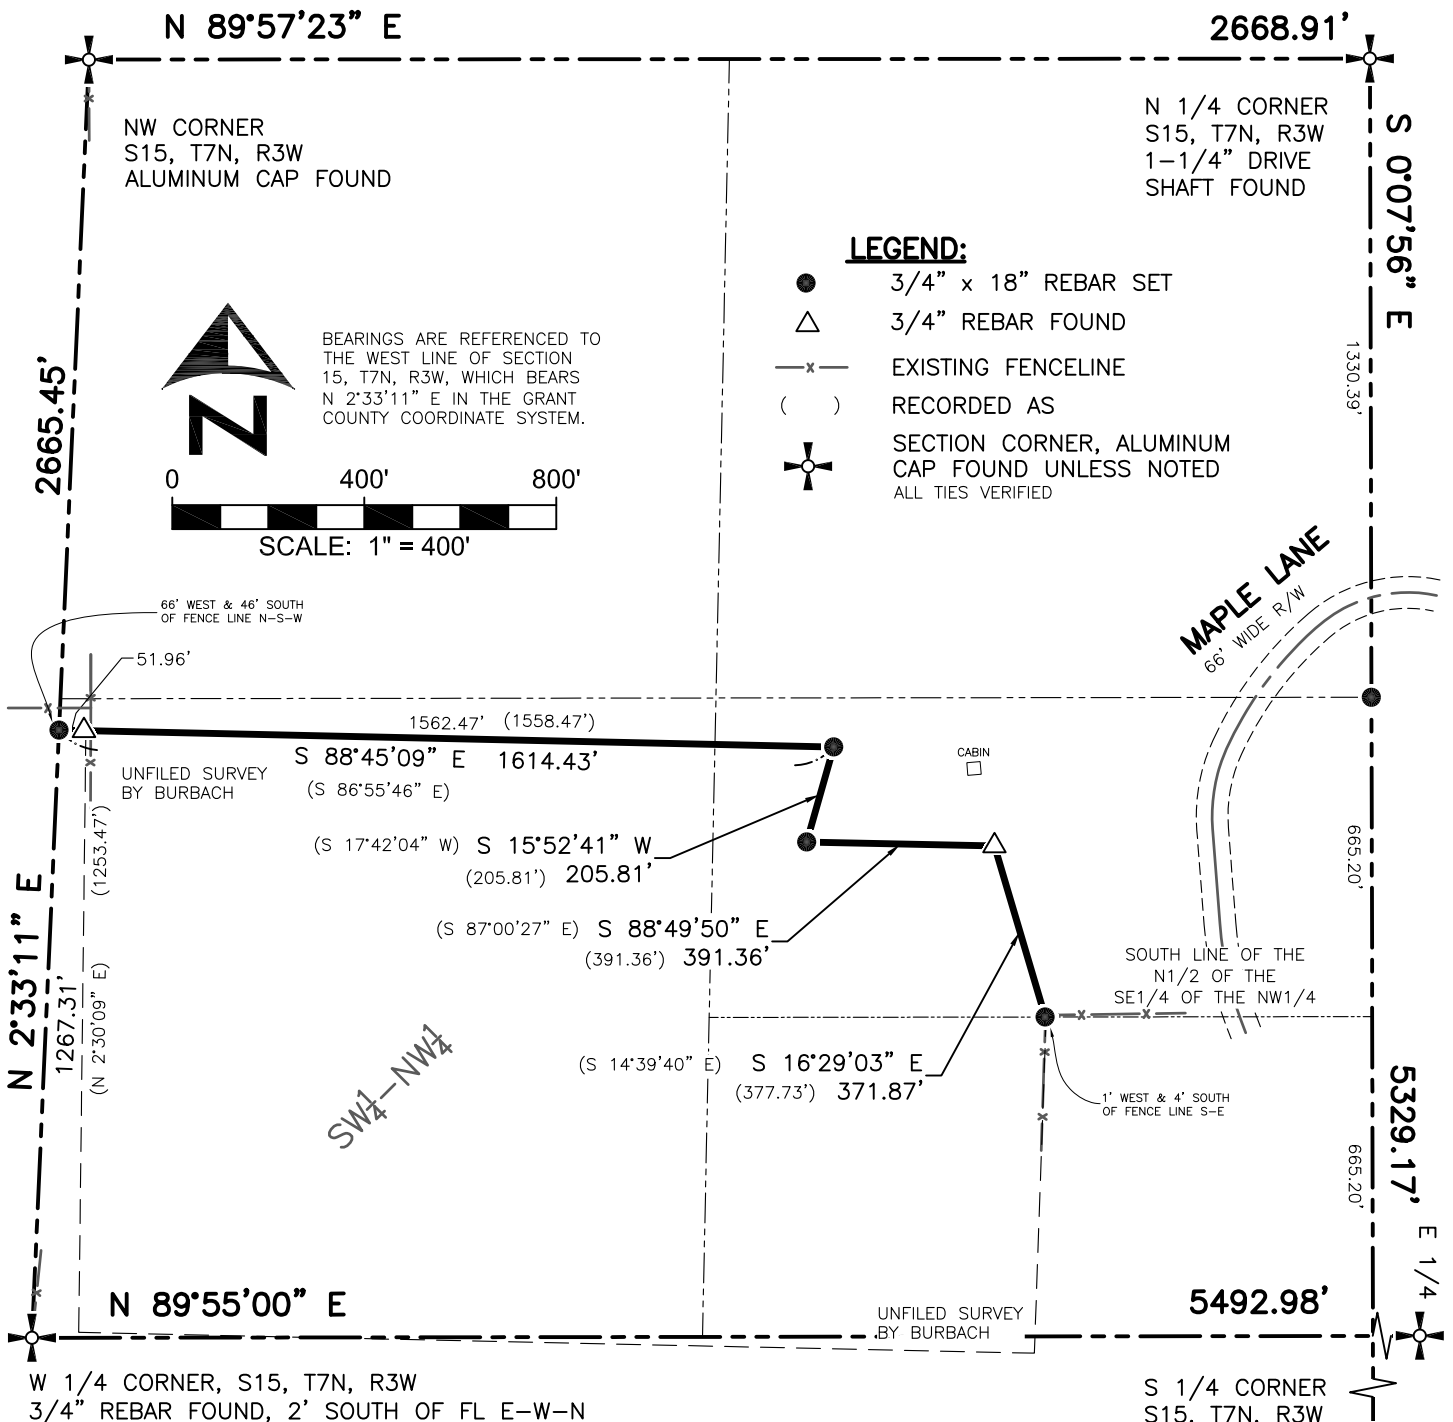 N 89°57'23" E
2668.91'
NW CORNER
S15, T7N, R3W
ALUMINUM CAP FOUND
N 1/4 CORNER
S15, T7N, R3W
1-1/4" DRIVE
SHAFT FOUND
S 0°07'56" E
LEGEND:
3/4" x 18" REBAR SET
3/4" REBAR FOUND
x EXISTING FENCELINE
( ) RECORDED AS
SECTION CORNER, ALUMINUM
CAP FOUND UNLESS NOTED
ALL TIES VERIFIED
N
BEARINGS ARE REFERENCED TO
THE WEST LINE OF SECTION
15, T7N, R3W, WHICH BEARS
N 2°33'11" E IN THE GRANT
COUNTY COORDINATE SYSTEM.
0 400' 800'
SCALE: 1" = 400'
2665.45'
1330.39'
MAPLE LANE
66' WIDE R/W
66' WEST & 46' SOUTH
OF FENCE LINE N-S-W
51.96'
1562.47' (1558.47')
S 88°45'09" E 1614.43'
(S 86°55'46" E)
UNFILED SURVEY
BY BURBACH
CABIN
(S 17°42'04" W) S 15°52'41" W
(205.81') 205.81'
(S 87°00'27" E) S 88°49'50" E
(391.36') 391.36'
(1253.47')
(N 2°30'09" E)
N 2°33'11" E
1267.31'
665.20'
SOUTH LINE OF THE
N1/2 OF THE
SE1/4 OF THE NW1/4
(S 14°39'40" E) S 16°29'03" E
(377.73') 371.87'
1' WEST & 4' SOUTH
OF FENCE LINE S-E
SW1/4-NW1/4
665.20'
5329.17'
E 1/4
N 89°55'00" E
5492.98'
UNFILED SURVEY
BY BURBACH
W 1/4 CORNER, S15, T7N, R3W
3/4" REBAR FOUND, 2' SOUTH OF FL E-W-N
S 1/4 CORNER
S15, T7N, R3W